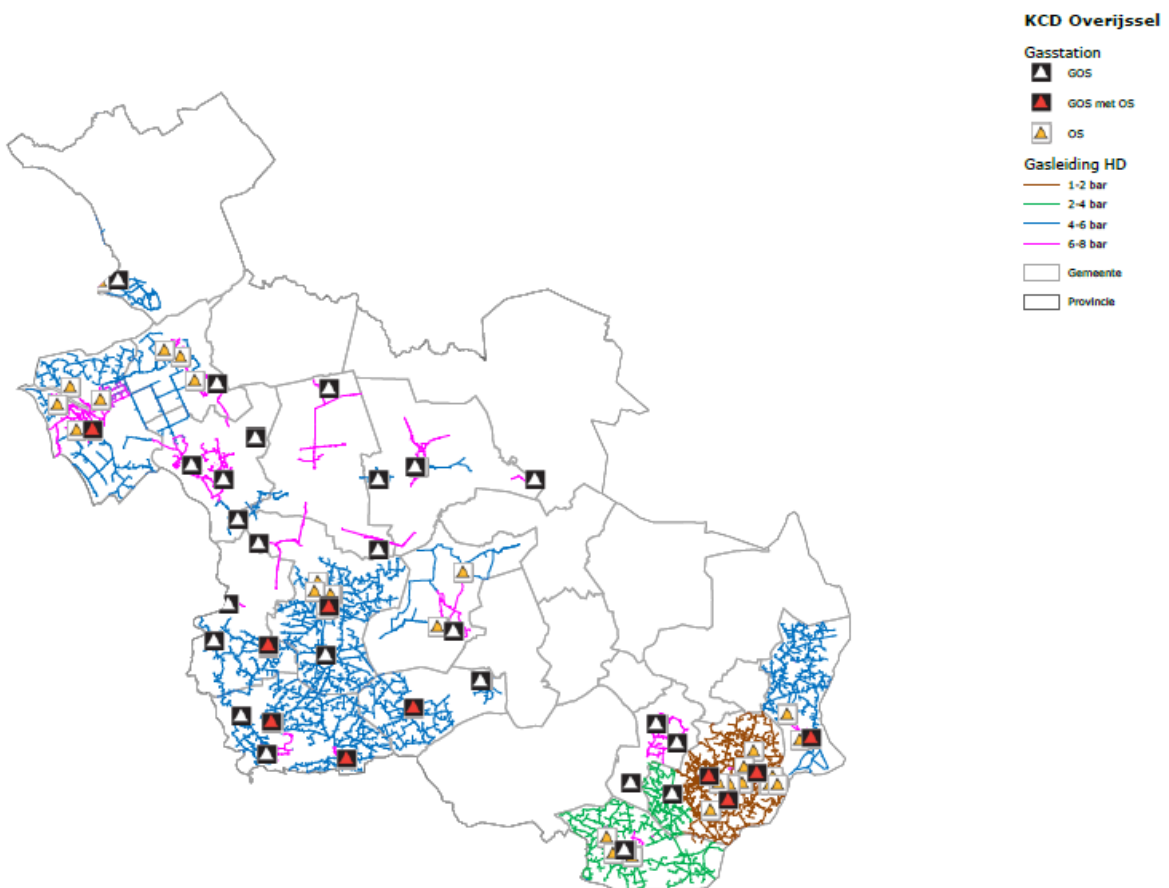 KCD Overijssel
Gasstation
GOS
GOS met OS
OS
Gasleiding HD
1-2 bar
2-4 bar
4-6 bar
6-8 bar
Gemeente
Provincie